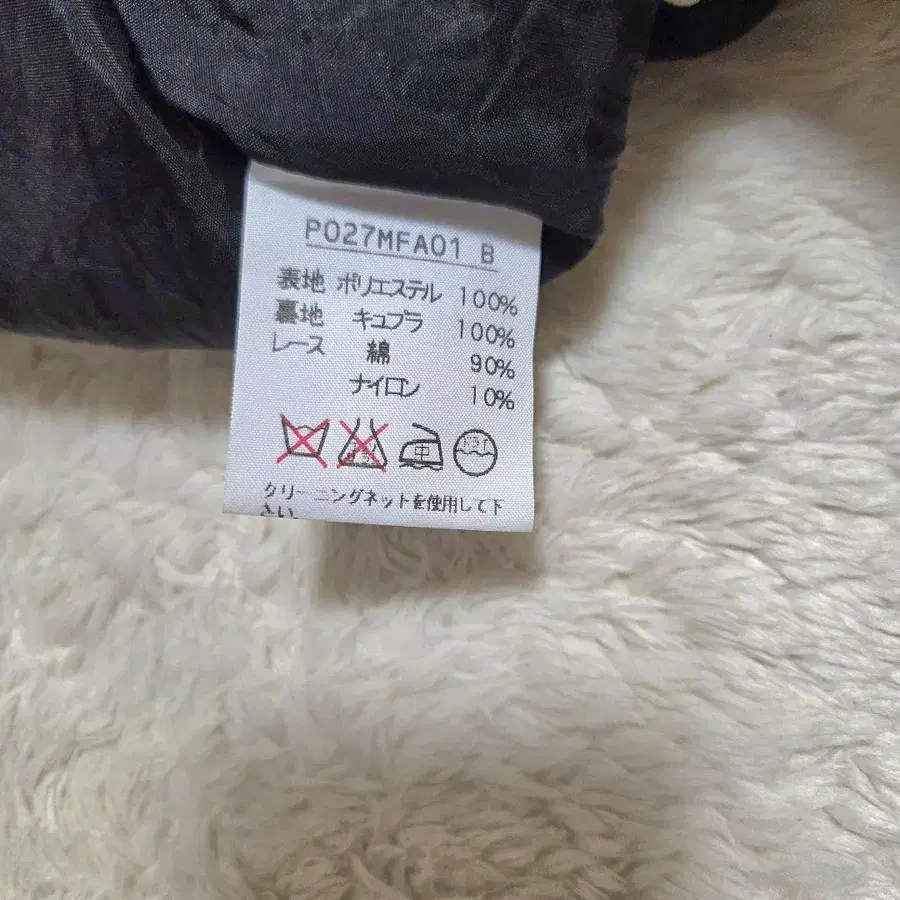 P027MFA01 B
表地 ポリエステル 100%
裏地 キュプラ 100%
レース 綿 90%
ナイロン 10%
中
クリーニングネットを使用して下
さい